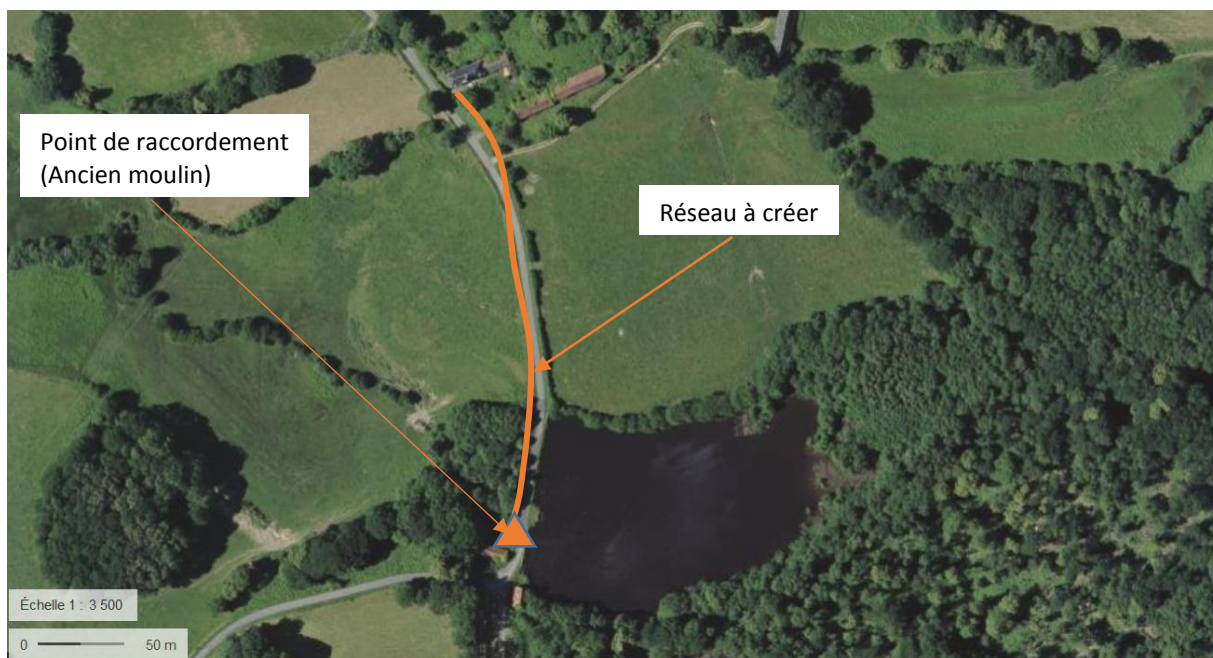 Point de raccordement
(Ancien moulin)
Réseau à créer
Échelle 1 : 3 500
0 50 m